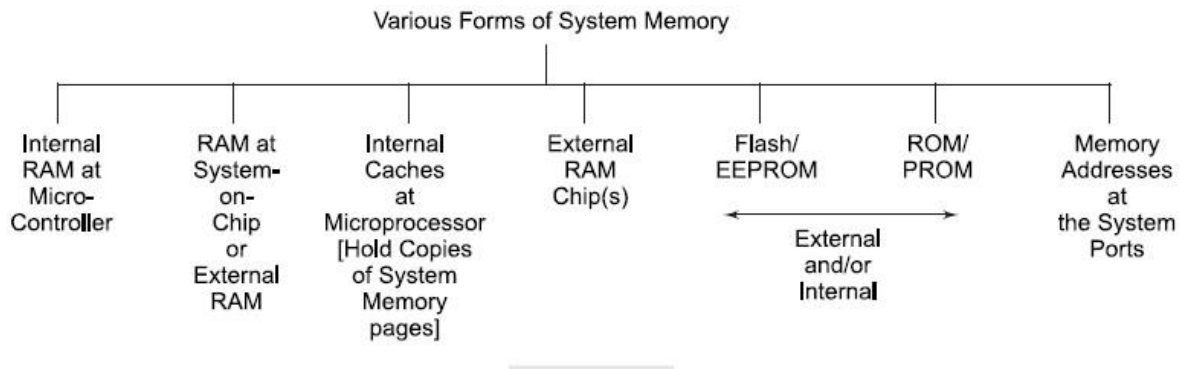 Various Forms of System Memory
Internal
RAM at
Micro-
Controller
RAM at
System-
on-
Chip
or
External
RAM
Internal
Caches
at
Microprocessor
[Hold Copies
of System
Memory
pages]
External
RAM
Chip(s)
Flash/
EEPROM
ROM/
PROM
External
and/or
Internal
Memory
Addresses
at
the System
Ports